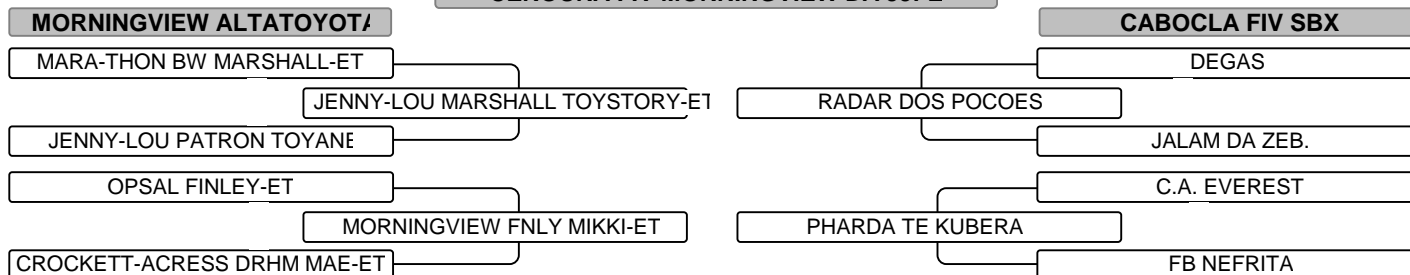 MORNINGVIEW ALTATOYOTA
CABOCLA FIV SBX
MARA-THON BW MARSHALL-ET
DEGAS
JENNY-LOU MARSHALL TOYSTORY-ET
RADAR DOS POCOES
JENNY-LOU PATRON TOYANE
JALAM DA ZEB.
OPSAL FINLEY-ET
C.A. EVEREST
MORNINGVIEW FNLY MIKKI-ET
PHARDA TE KUBERA
CROCKETT-ACRESS DRHM MAE-ET
FB NEFRITA